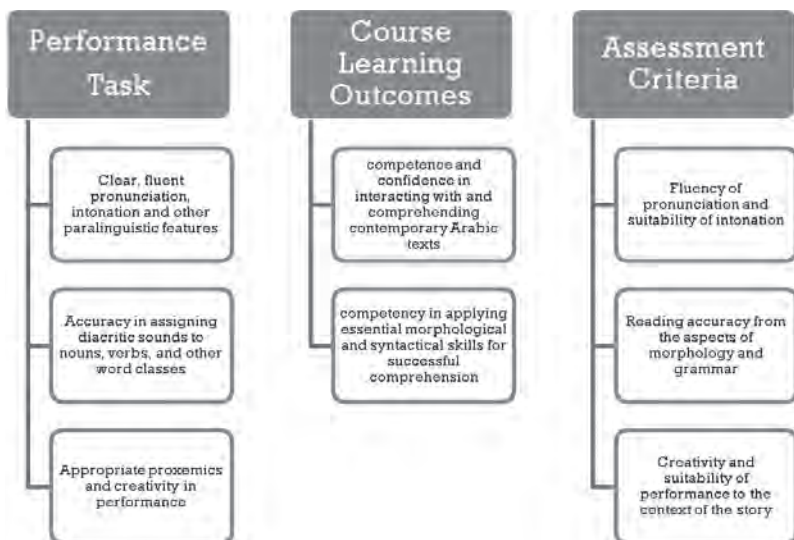 Performance
Task
Clear, fluent
pronunciation,
intonation and other
paralinguistic features
Accuracy in assigning
diacritic sounds to
nouns, verbs, and other
word classes
Appropriate proxemics
and creativity in
performance
Course
Learning
Outcomes
competence and
confidence in
interacting with and
comprehending
contemporary Arabic
texts
competency in applying
essential morphological
and syntactical skills for
successful
comprehension
Assessment
Criteria
Fluency of
pronunciation and
suitability of intonation
Reading accuracy from
the aspects of
morphology and
grammar
Creativity and
suitability of
performance to the
context of the story